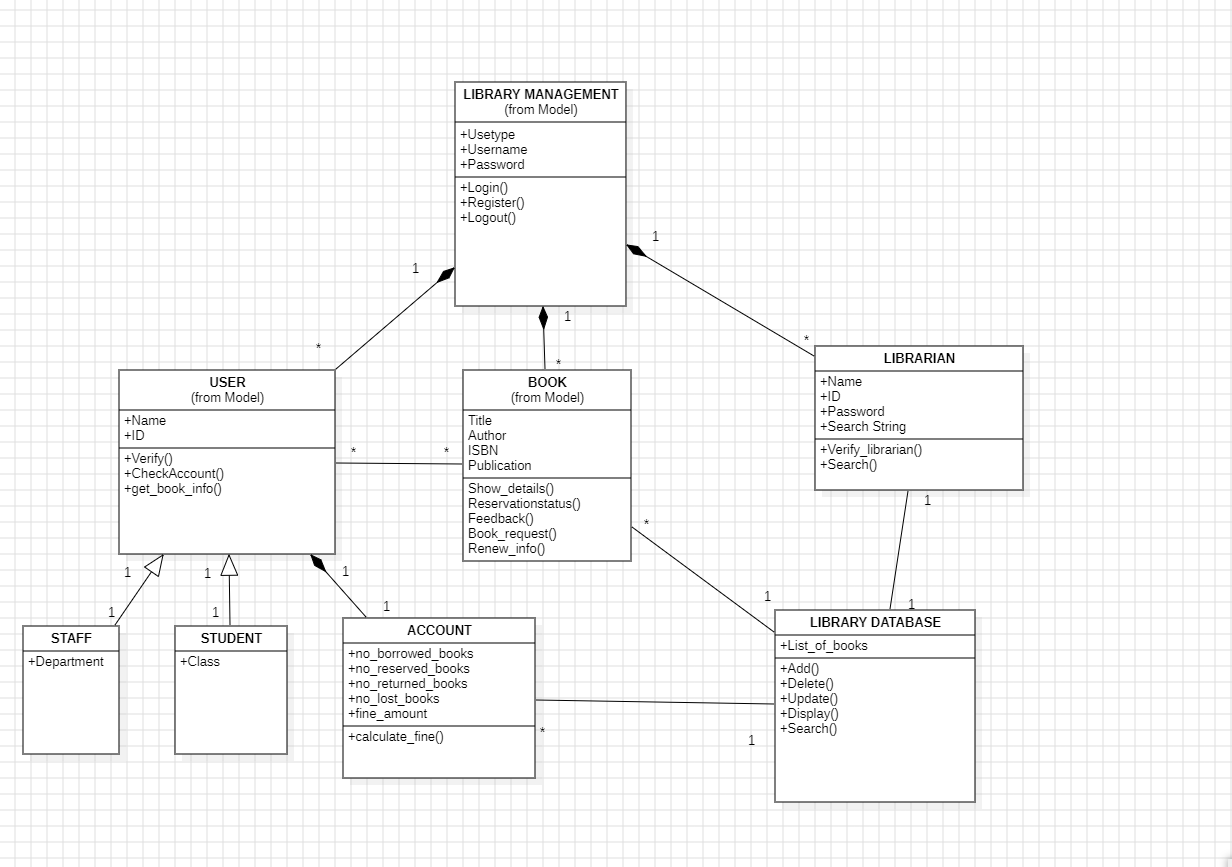 LIBRARY MANAGEMENT
(from Model)
+Usetype
+Username
+Password
+Login()
+Register()
+Logout()
1
1
1
*
*
*
USER
(from Model)
+Name
+ID
+Verify()
+CheckAccount()
+get_book_info()
*
*
BOOK
(from Model)
Title
Author
ISBN
Publication
Show_details()
Reservationstatus()
Feedback()
Book_request()
Renew_info()
LIBRARIAN
+Name
+ID
+Password
+Search String
+Verify_librarian()
+Search()
1
*
1
1
1
1
1
1
1
1
1
STAFF
+Department
STUDENT
+Class
ACCOUNT
+no_borrowed_books
+no_reserved_books
+no_returned_books
+no_lost_books
+fine_amount
+calculate_fine()
*
1
LIBRARY DATABASE
+List_of_books
+Add()
+Delete()
+Update()
+Display()
+Search()